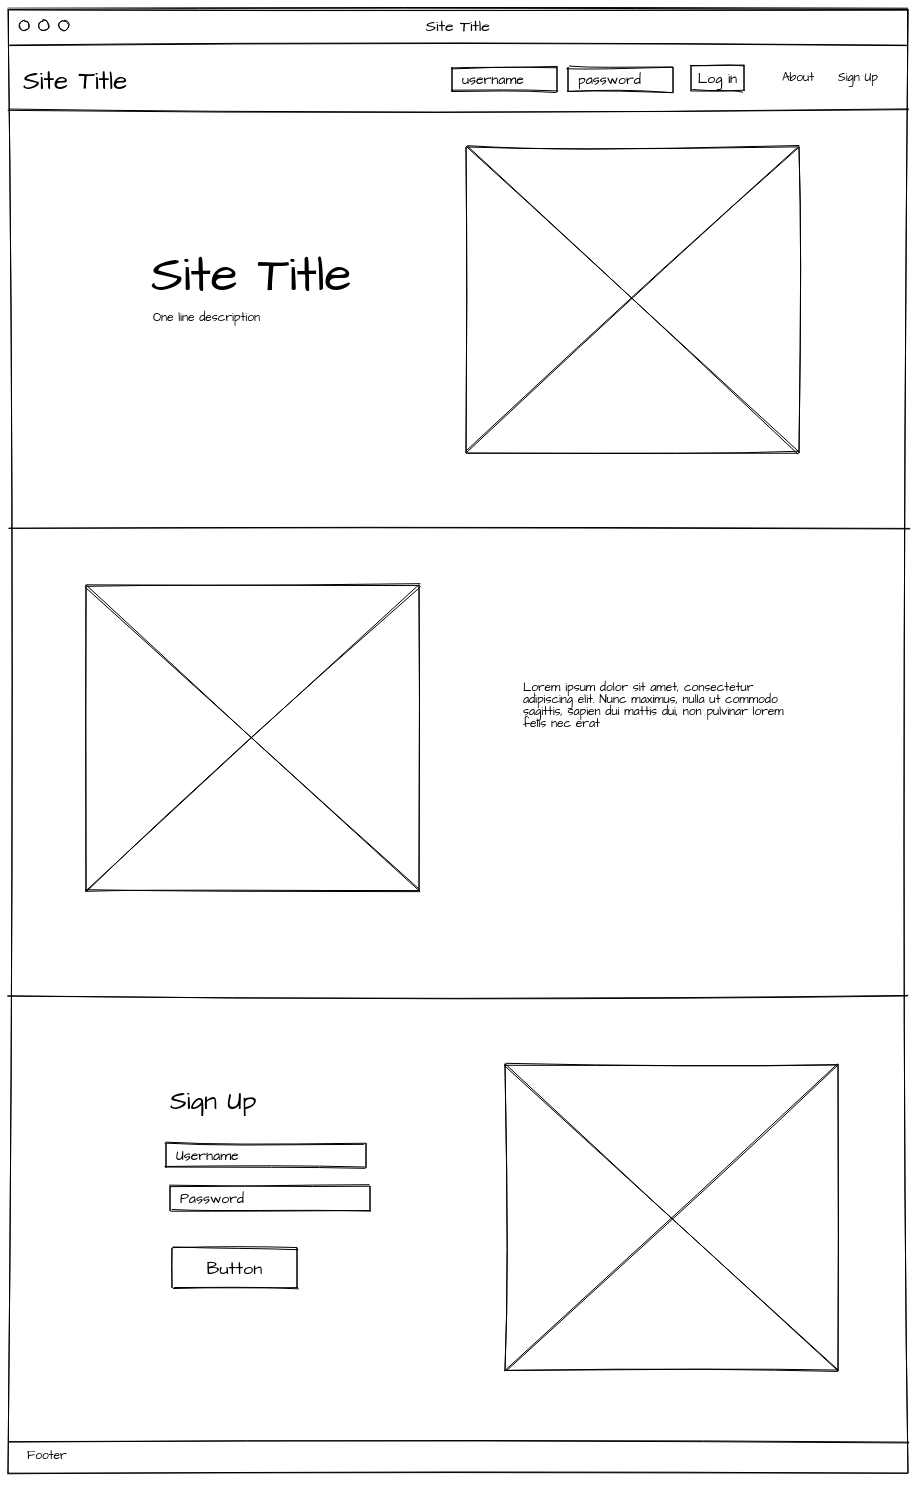 Site Title
Site Title
username
password
Log in
About
Sign Up
Site Title
One line description
Lorem ipsum dolor sit amet, consectetur
adipiscing elit. Nunc maximus, nulla ut commodo
sagittis, sapien dui mattis dui, non pulvinar lorem
felis nec erat
Sign Up
Username
Password
Button
Footer